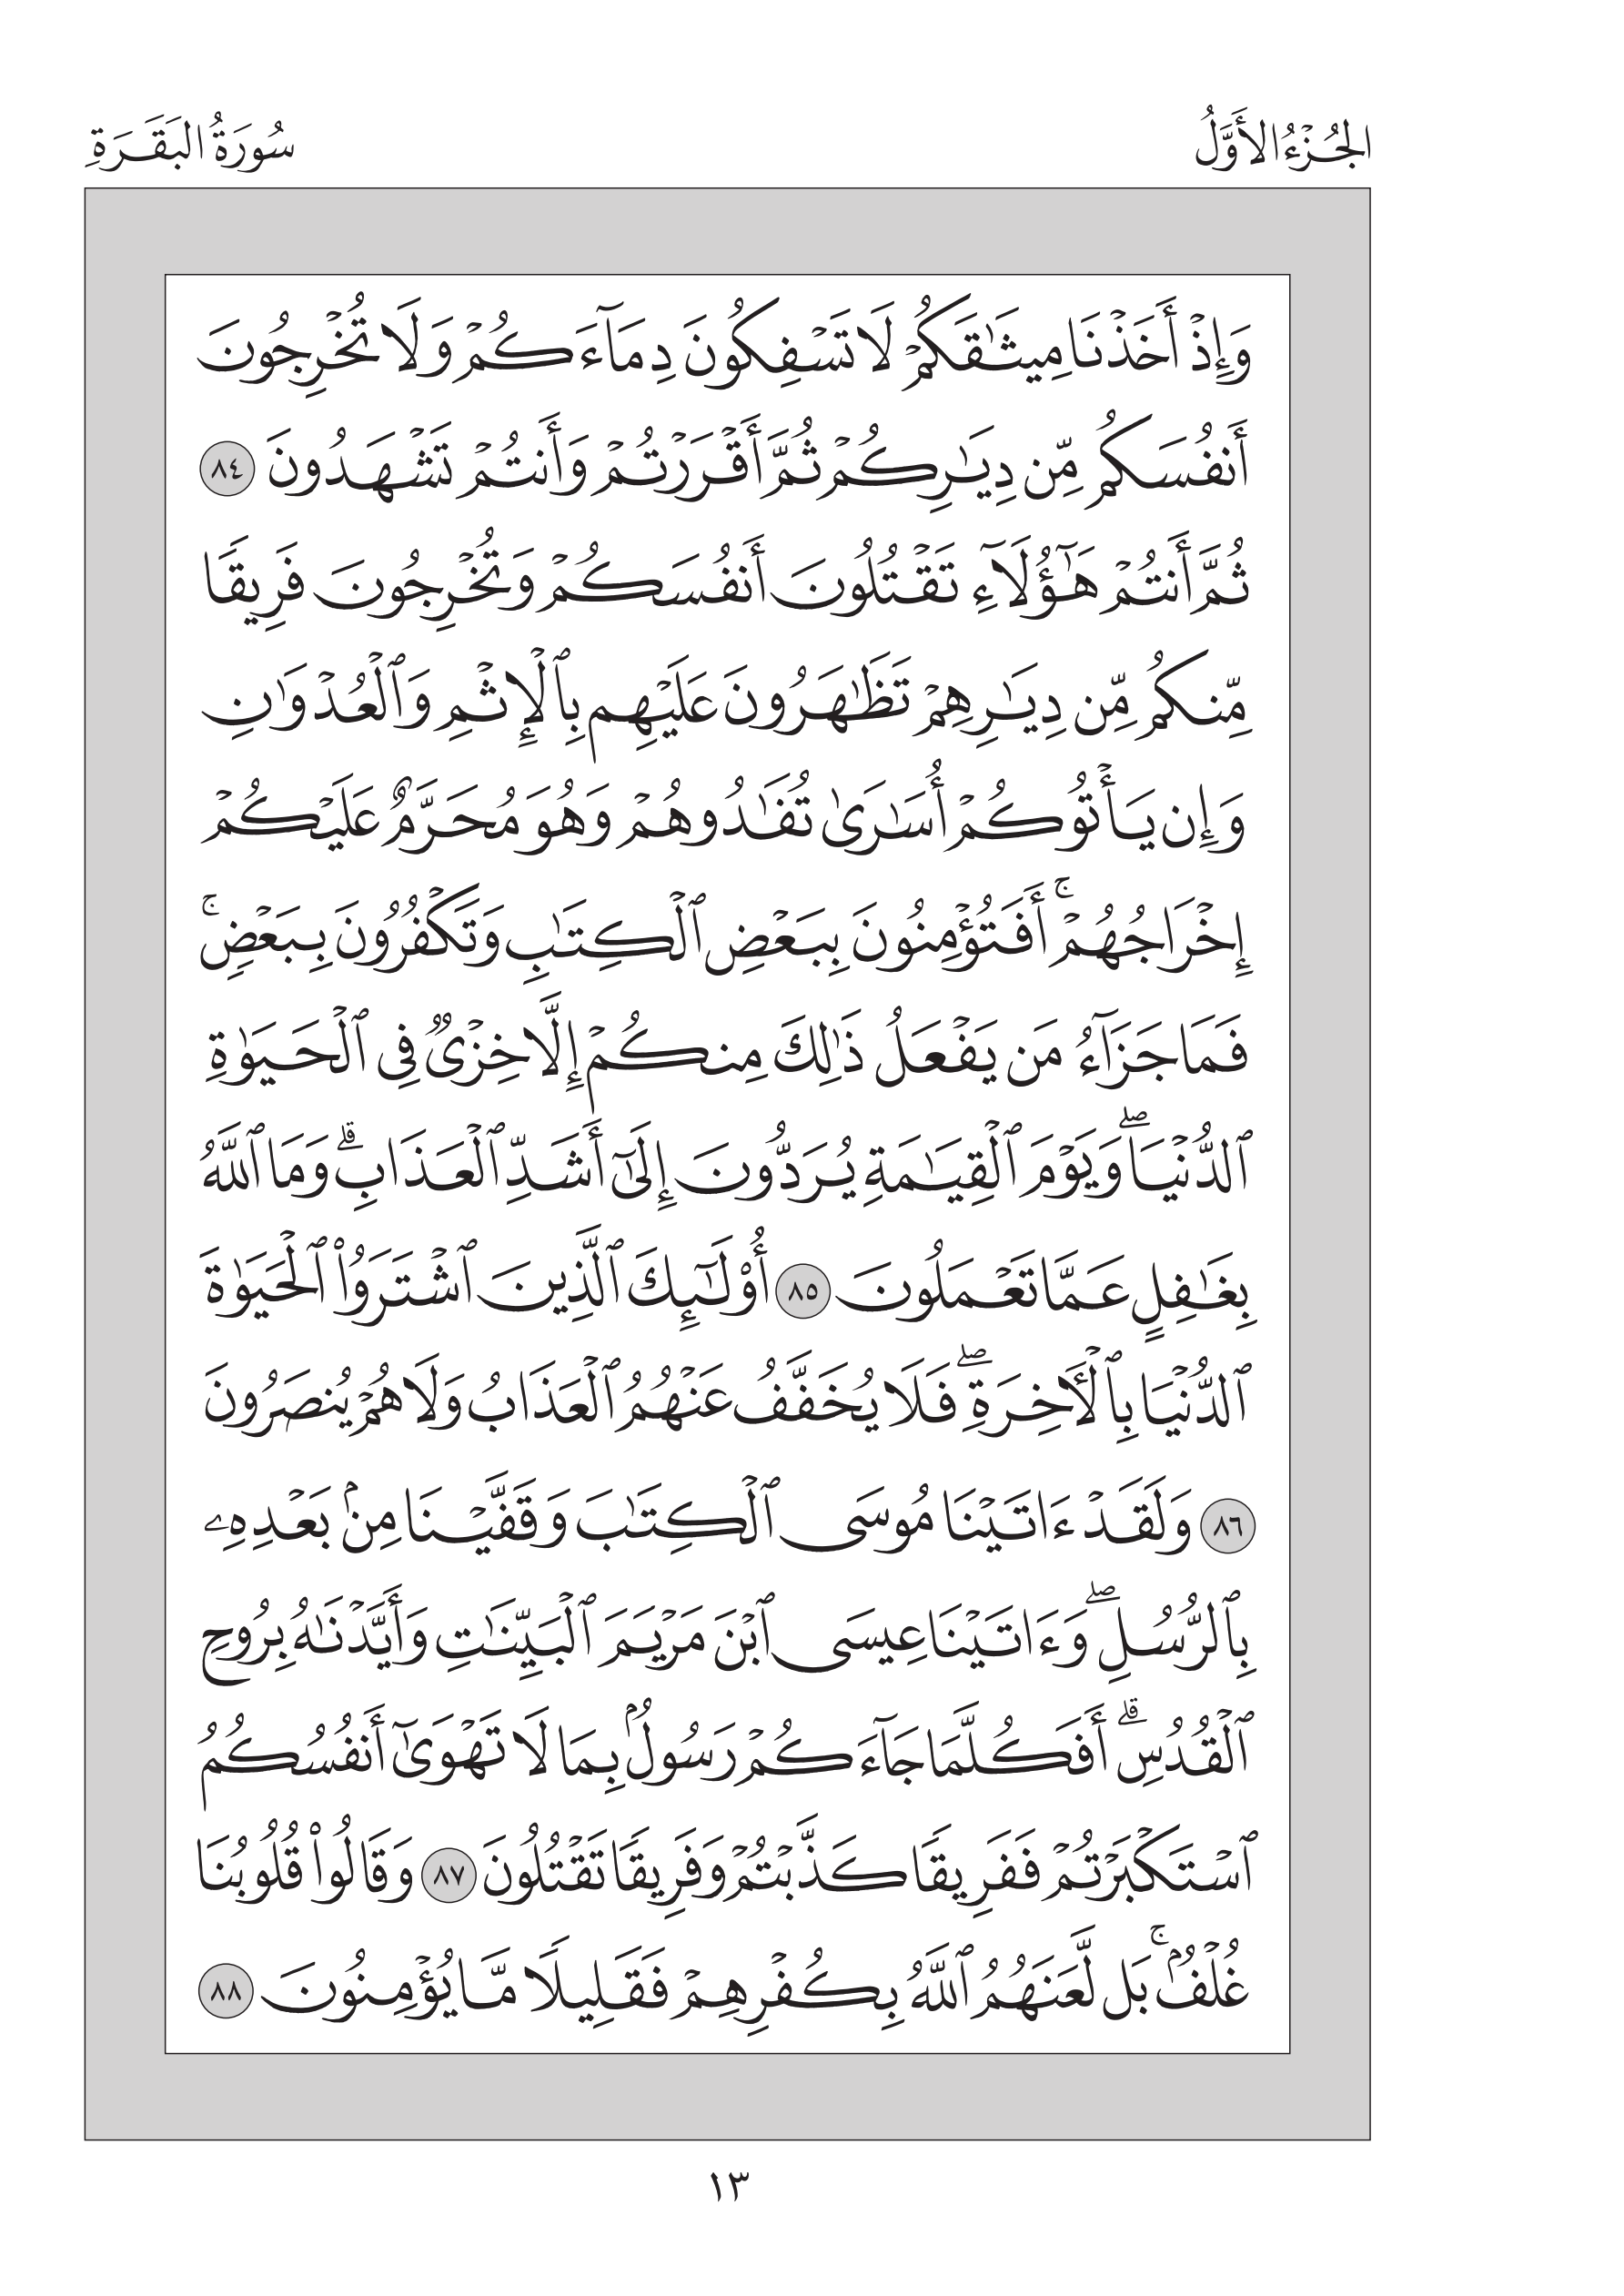 الجُزْءُ الأَوَّلُ
سُورَةُ البَقَرَةِ
وَإِذۡ أَخَذۡنَا مِيثَٰقَكُمۡ لَا تَسۡفِكُونَ دِمَآءَكُمۡ وَلَا تُخۡرِجُونَ
أَنفُسَكُم مِّن دِيَٰرِكُمۡ ثُمَّ أَقۡرَرۡتُمۡ وَأَنتُمۡ تَشۡهَدُونَ ٨٤
ثُمَّ أَنتُمۡ هَٰٓؤُلَآءِ تَقۡتُلُونَ أَنفُسَكُمۡ وَتُخۡرِجُونَ فَرِيقٗا
مِّنكُم مِّن دِيَٰرِهِمۡ تَظَٰهَرُونَ عَلَيۡهِم بِٱلۡإِثۡمِ وَٱلۡعُدۡوَٰنِ
وَإِن يَأۡتُوكُمۡ أُسَٰرَىٰ تُفَٰدُوهُمۡ وَهُوَ مُحَرَّمٌ عَلَيۡكُمۡ
إِخۡرَاجُهُمۡۚ أَفَتُؤۡمِنُونَ بِبَعۡضِ ٱلۡكِتَٰبِ وَتَكۡفُرُونَ بِبَعۡضٖۚ
فَمَا جَزَآءُ مَن يَفۡعَلُ ذَٰلِكَ مِنكُمۡ إِلَّا خِزۡيٞ فِي ٱلۡحَيَوٰةِ
ٱلدُّنۡيَاۖ وَيَوۡمَ ٱلۡقِيَٰمَةِ يُرَدُّونَ إِلَىٰٓ أَشَدِّ ٱلۡعَذَابِۗ وَمَا ٱللَّهُ
بِغَٰفِلٍ عَمَّا تَعۡمَلُونَ ٨٥ أُوْلَٰٓئِكَ ٱلَّذِينَ ٱشۡتَرَوُاْ ٱلۡحَيَوٰةَ
ٱلدُّنۡيَا بِٱلۡأٓخِرَةِۖ فَلَا يُخَفَّفُ عَنۡهُمُ ٱلۡعَذَابُ وَلَا هُمۡ يُنصَرُونَ
٨٦ وَلَقَدۡ ءَاتَيۡنَا مُوسَى ٱلۡكِتَٰبَ وَقَفَّيۡنَا مِنۢ بَعۡدِهِۦ
بِٱلرُّسُلِۖ وَءَاتَيۡنَا عِيسَى ٱبۡنَ مَرۡيَمَ ٱلۡبَيِّنَٰتِ وَأَيَّدۡنَٰهُ بِرُوحِ
ٱلۡقُدُسِۗ أَفَكُلَّمَا جَآءَكُمۡ رَسُولُۢ بِمَا لَا تَهۡوَىٰٓ أَنفُسُكُمُ
ٱسۡتَكۡبَرۡتُمۡ فَفَرِيقٗا كَذَّبۡتُمۡ وَفَرِيقٗا تَقۡتُلُونَ ٨٧ وَقَالُواْ قُلُوبُنَا
غُلۡفُۢۚ بَل لَّعَنَهُمُ ٱللَّهُ بِكُفۡرِهِمۡ فَقَلِيلٗا مَّا يُؤۡمِنُونَ ٨٨
١٣